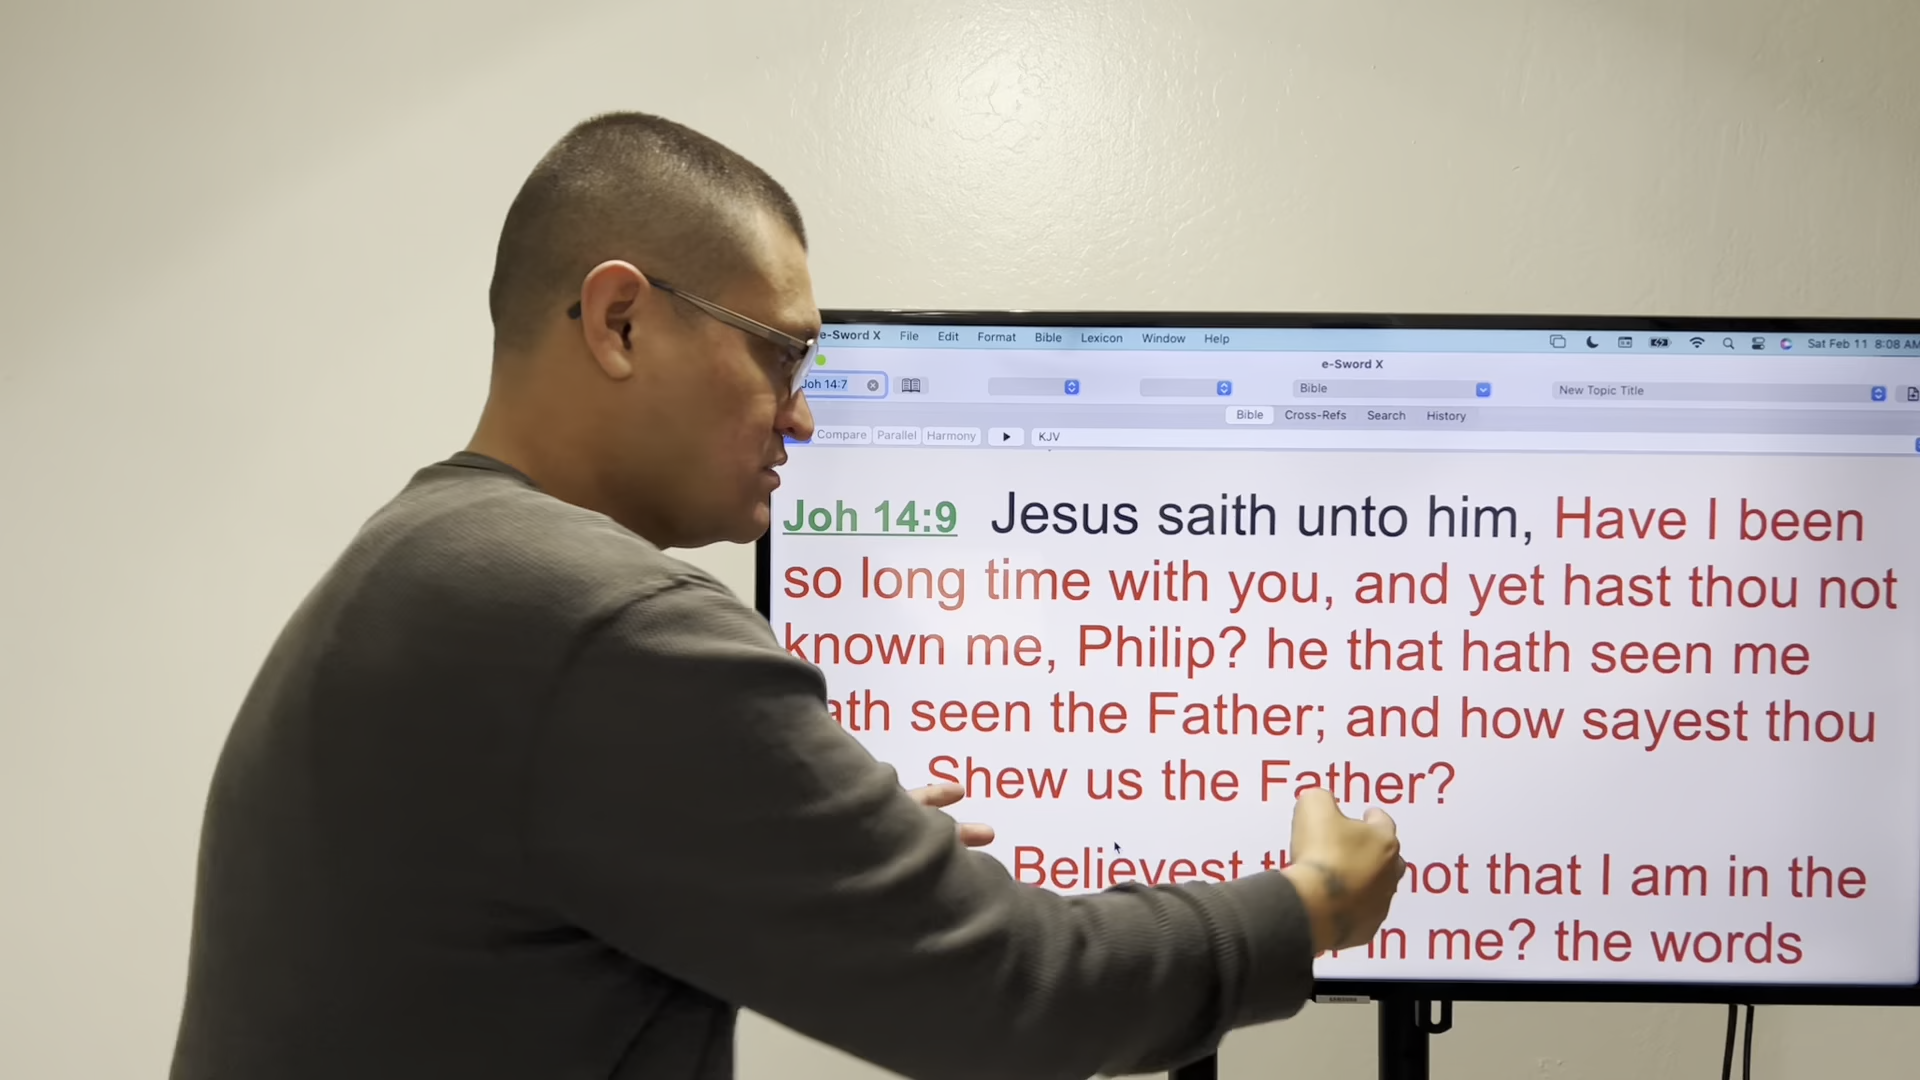 e-Sword X File Edit Format Bible Lexicon Window Help Sat Feb 11 8:08 AM
e-Sword X
Joh 14:7 Bible New Topic Title
Bible Cross-Refs Search History
Compare Parallel Harmony KJV
Joh 14:9 Jesus saith unto him, Have I been
so long time with you, and yet hast thou not
known me, Philip? he that hath seen me
ath seen the Father; and how sayest thou
Shew us the Father?
Believest not that I am in the
in me? the words
SAMSUNG